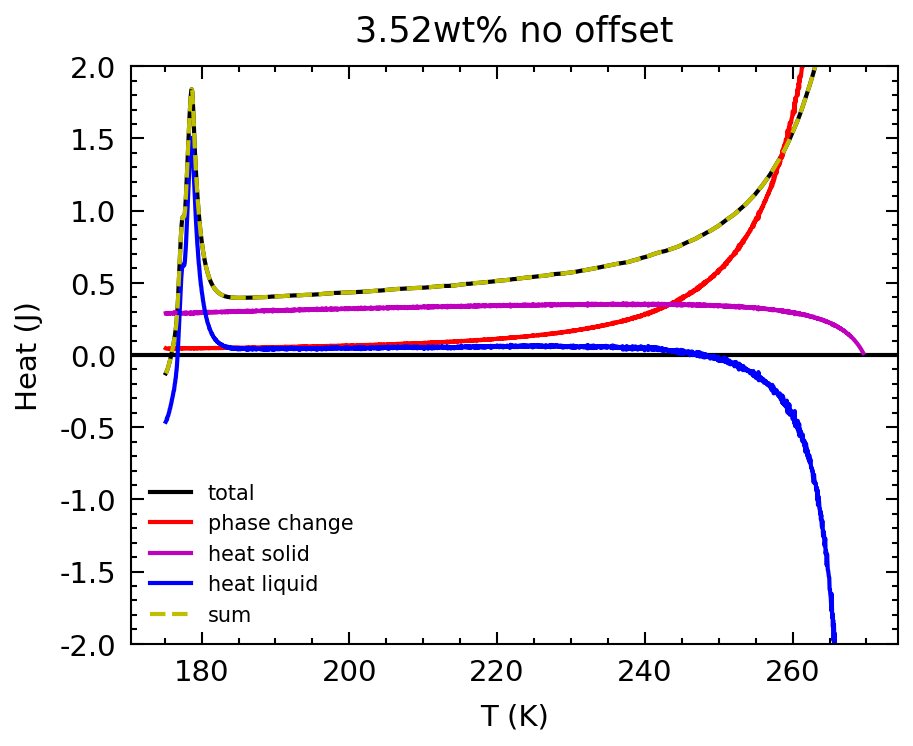 3.52wt% no offset
2.0
1.5
1.0
0.5
0.0
-0.5
-1.0
-1.5
-2.0
Heat (J)
total
phase change
heat solid
heat liquid
sum
180 200 220 240 260
T (K)